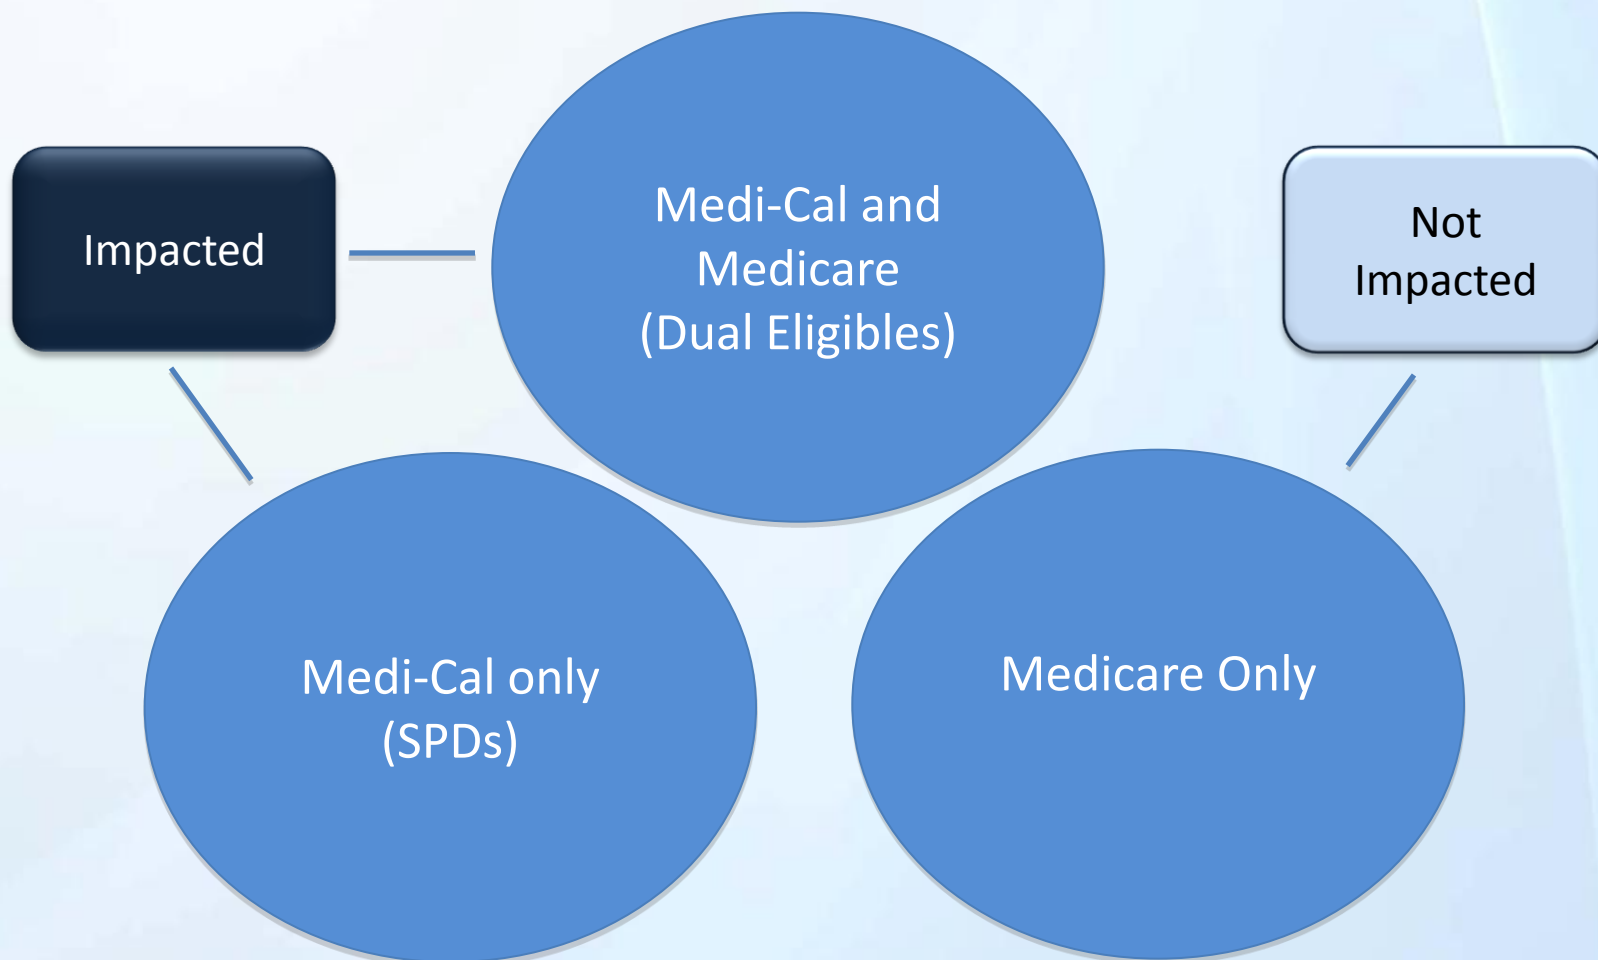 Impacted
Medi-Cal and
Medicare
(Dual Eligibles)
Not
Impacted
Medi-Cal only
(SPDs)
Medicare Only